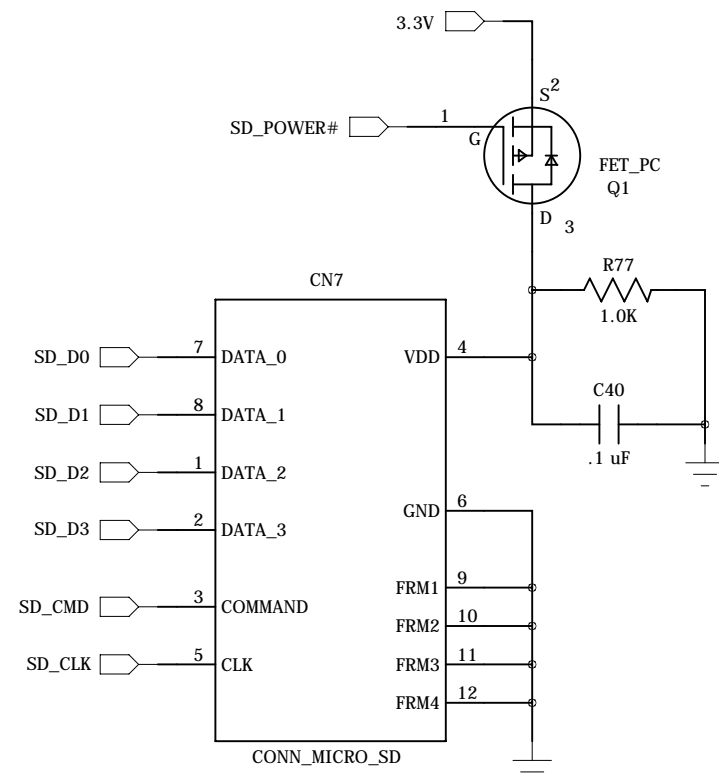 3.3V
S 2
SD_POWER# 1
G
FET_PC
Q1
D 3
R77
1.0K
CN7
SD_D0 7 DATA_0 VDD 4
C40
SD_D1 8 DATA_1
.1 uF
SD_D2 1 DATA_2
GND 6
SD_D3 2 DATA_3
FRM1 9
SD_CMD 3 COMMAND
FRM2 10
SD_CLK 5 CLK FRM3 11
FRM4 12
CONN_MICRO_SD